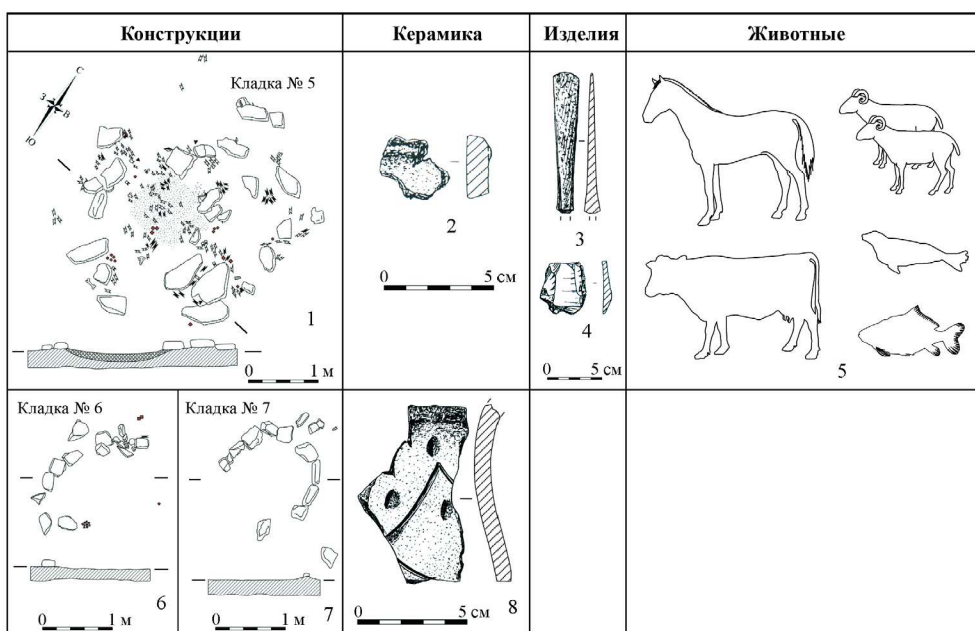 Конструкции Керамика Изделия Животные
С
З
В
Ю
Кладка № 5
1
0 1 м
2
0 5 см
3
4
0 5 см
5
Кладка № 6
6
0 1 м
Кладка № 7
7
0 1 м
8
0 5 см